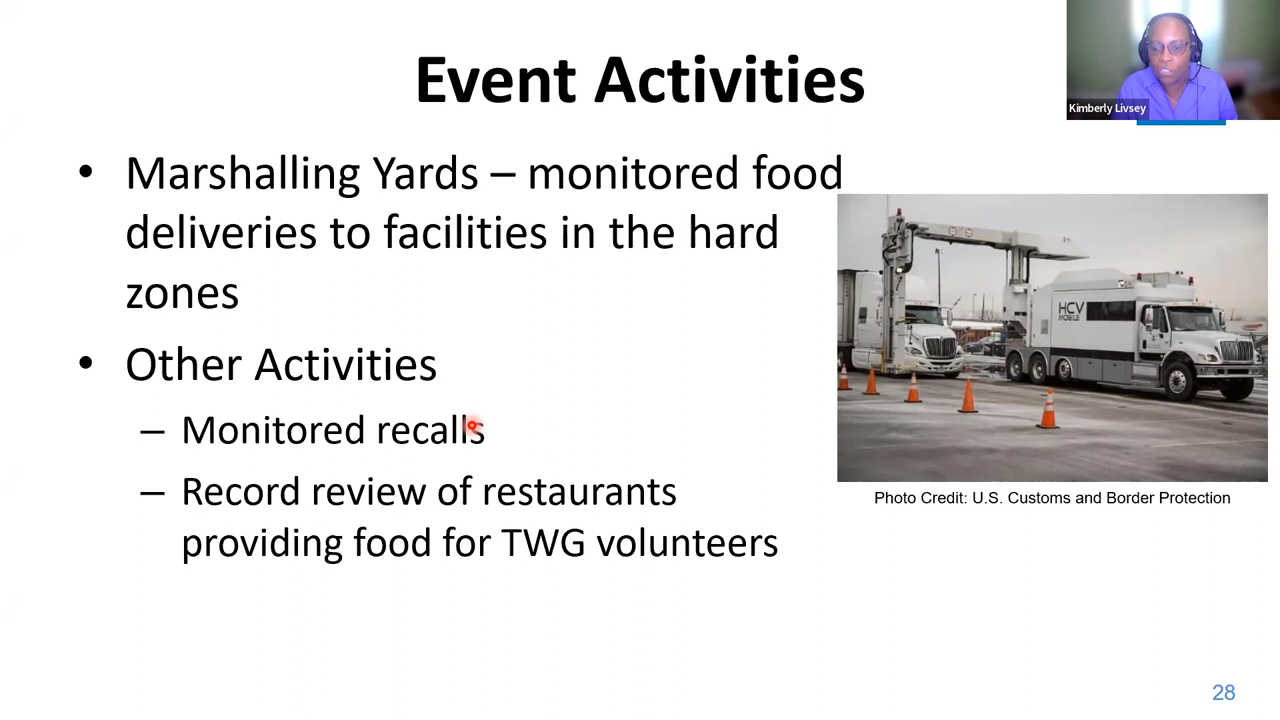 Event Activities
Kimberly Livsey
• Marshalling Yards – monitored food
deliveries to facilities in the hard
zones
• Other Activities
– Monitored recalls
– Record review of restaurants
providing food for TWG volunteers
HCV
MOBILE
Photo Credit: U.S. Customs and Border Protection
28